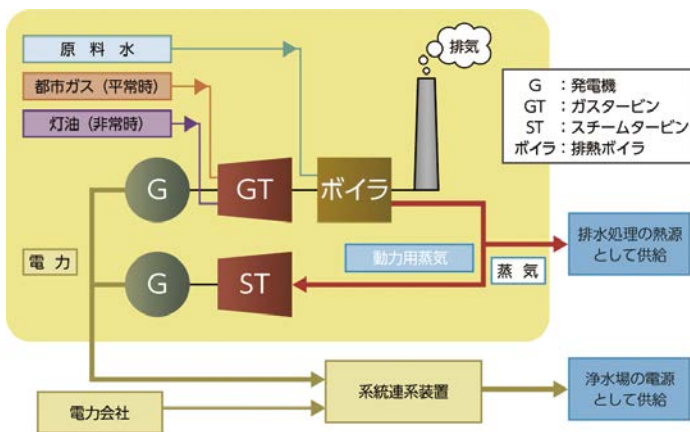 原料水
排気
都市ガス（平常時）
灯油（非常時）
G ：発電機
GT ：ガスタービン
ST ：スチームタービン
ボイラ：排熱ボイラ
G
GT
ボイラ
電力
動力用蒸気
蒸気
排水処理の熱源
として供給
G
ST
電力会社
系統連系装置
浄水場の電源
として供給